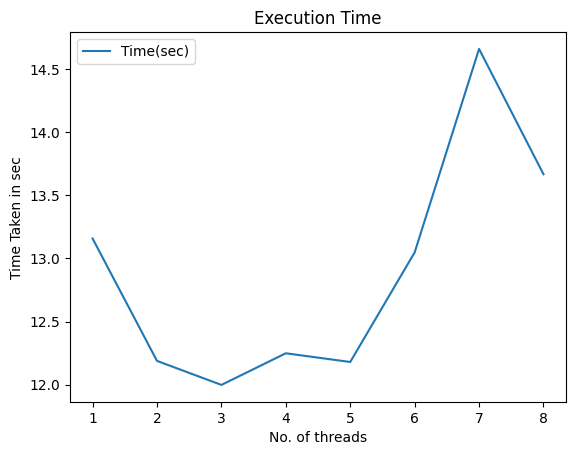 Execution Time
Time(sec)
Time Taken in sec
14.5
14.0
13.5
13.0
12.5
12.0
1 2 3 4 5 6 7 8
No. of threads